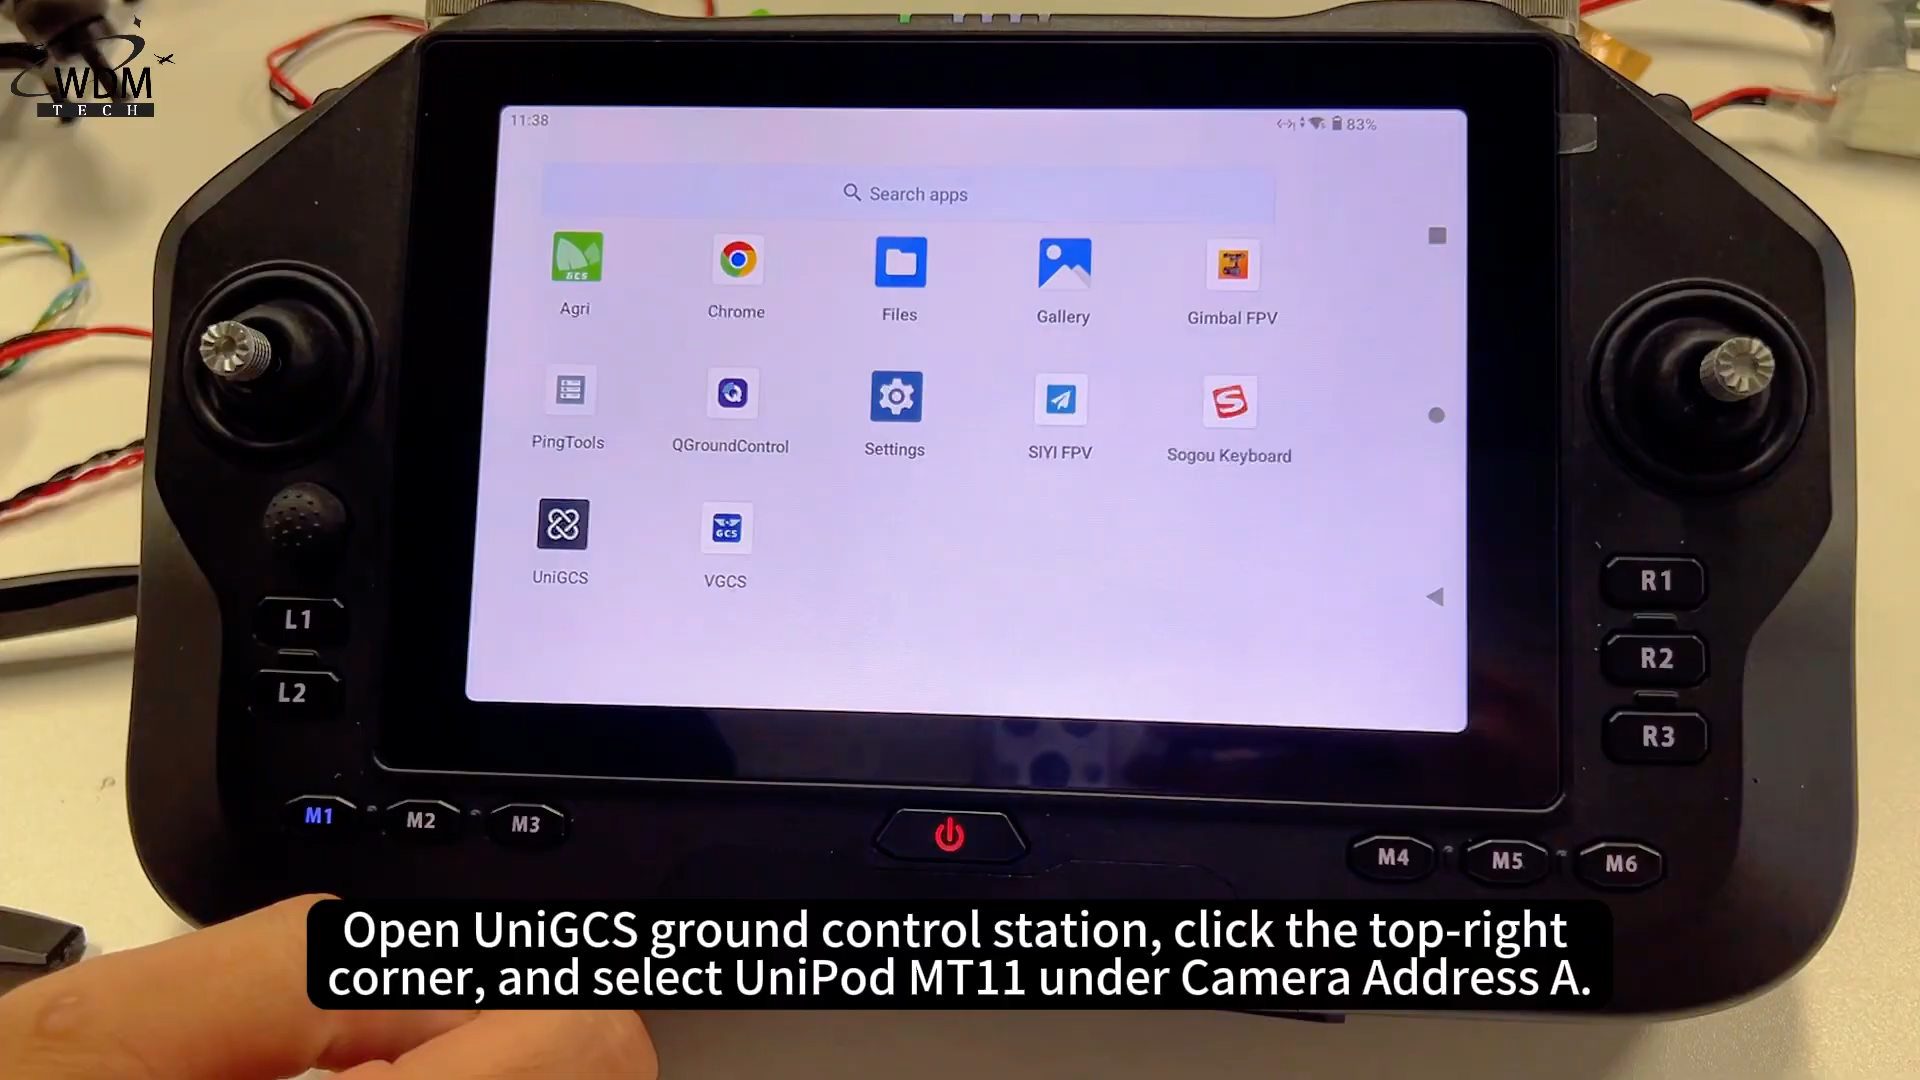 WDM
TECH
11:38
83%
Search apps
GCS
Agri
Chrome
Files
Gallery
Gimbal FPV
PingTools
QGroundControl
Settings
SIYI FPV
Sogou Keyboard
GCS
UniGCS
VGCS
L1
L2
R1
R2
R3
M1
M2
M3
M4
M5
M6
Open UniGCS ground control station, click the top-right
corner, and select UniPod MT11 under Camera Address A.